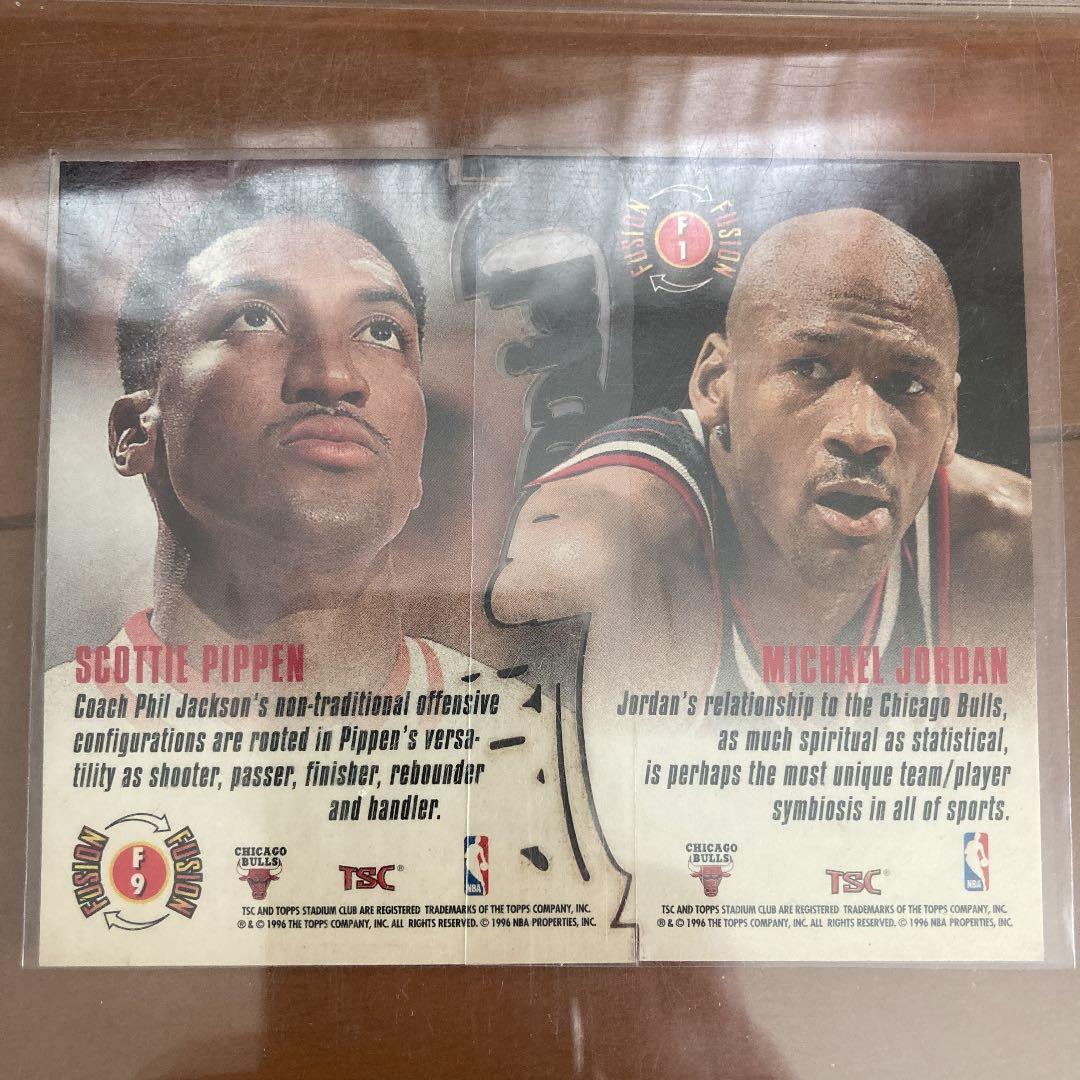 SCOTTIE PIPPEN
Coach Phil Jackson's non-traditional offensive
configurations are rooted in Pippen's versa-
tility as shooter, passer, finisher, rebounder
and handler.
FUSION
F
9
FUSION
CHICAGO
BULLS
TSC®
NBA
TSC AND TOPPS STADIUM CLUB ARE REGISTERED TRADEMARKS OF THE TOPPS COMPANY, INC.
® & © 1996 THE TOPPS COMPANY, INC. ALL RIGHTS RESERVED. © 1996 NBA PROPERTIES, INC.
FUSION
F
1
FUSION
MICHAEL JORDAN
Jordan's relationship to the Chicago Bulls,
as much spiritual as statistical,
is perhaps the most unique team/player
symbiosis in all of sports.
CHICAGO
BULLS
TSC®
NBA
TSC AND TOPPS STADIUM CLUB ARE REGISTERED TRADEMARKS OF THE TOPPS COMPANY, INC.
® & © 1996 THE TOPPS COMPANY, INC. ALL RIGHTS RESERVED. © 1996 NBA PROPERTIES, INC.